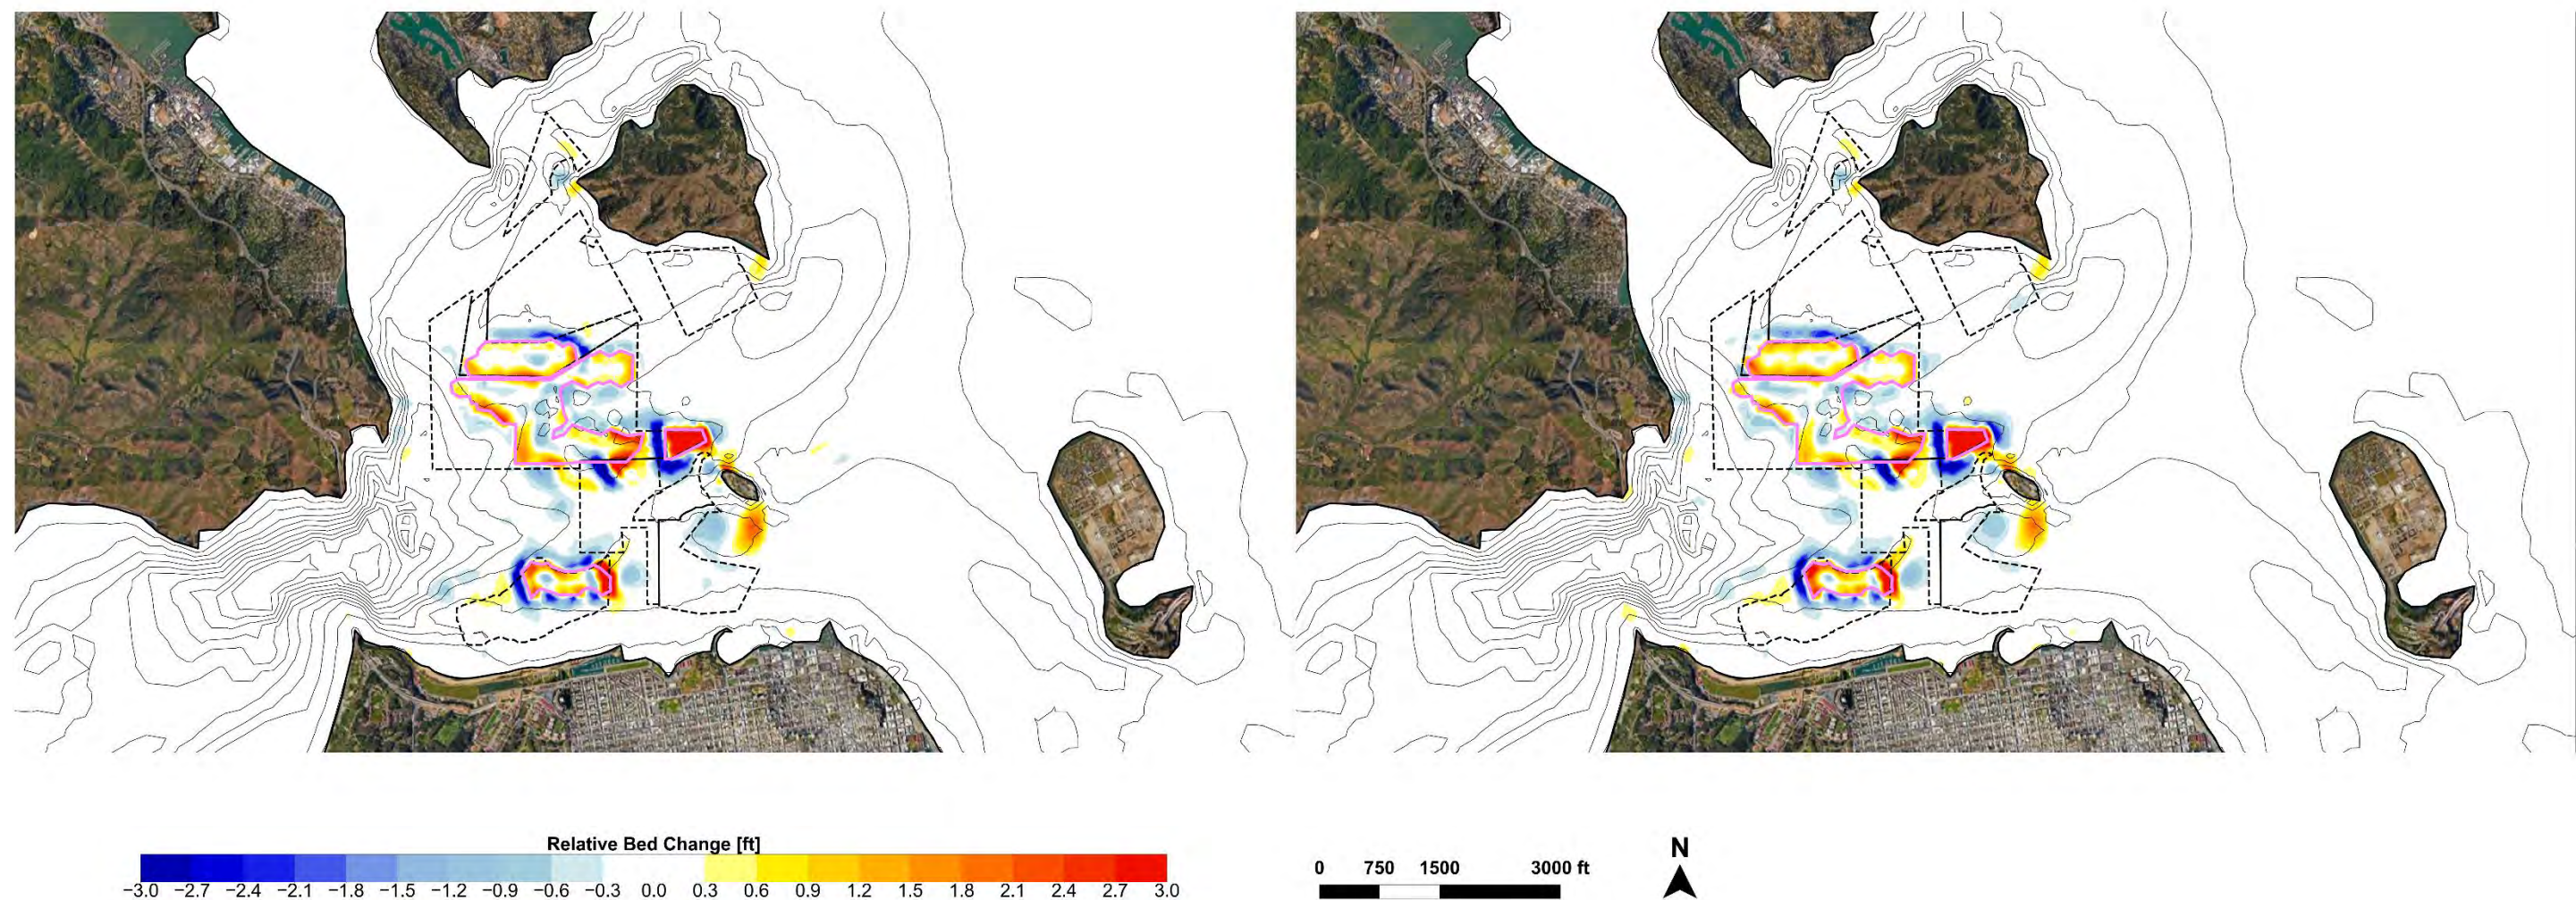 Relative Bed Change [ft]
−3.0 −2.7 −2.4 −2.1 −1.8 −1.5 −1.2 −0.9 −0.6 −0.3 0.0 0.3 0.6 0.9 1.2 1.5 1.8 2.1 2.4 2.7 3.0
0 750 1500 3000 ft
N